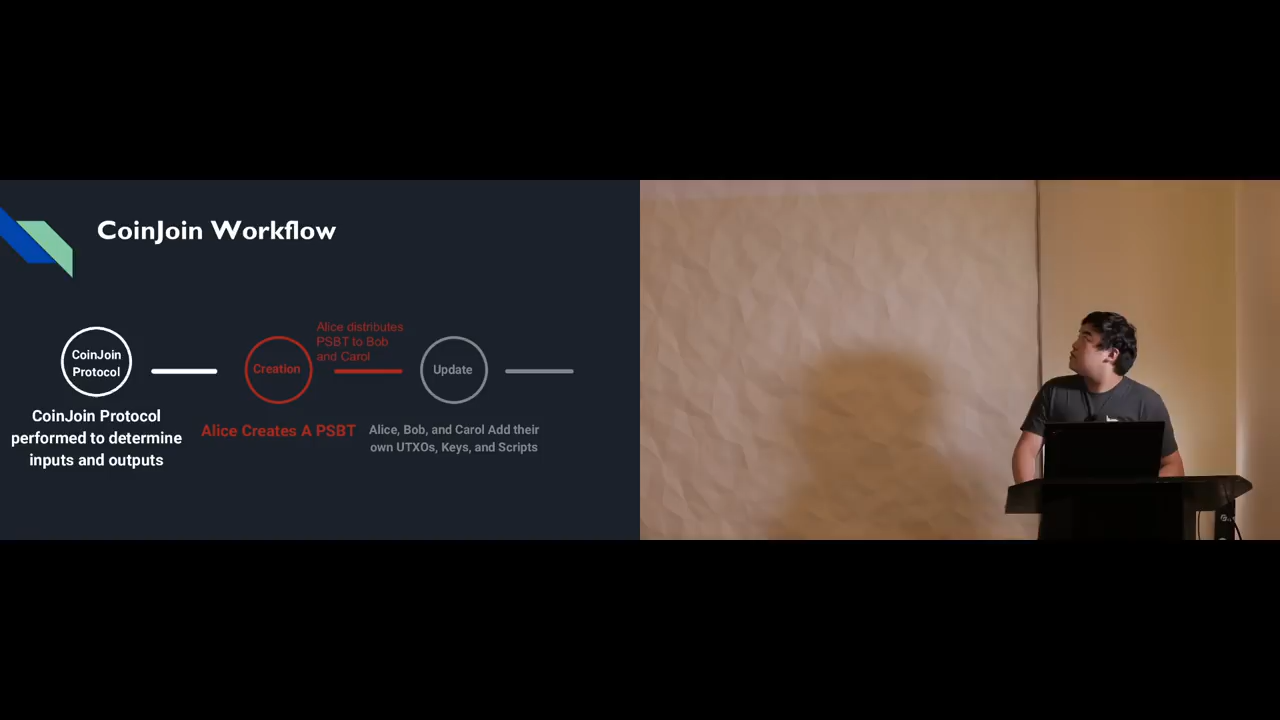 CoinJoin Workflow
CoinJoin
Protocol
CoinJoin Protocol
performed to determine
inputs and outputs
Creation
Alice Creates A PSBT
Alice distributes
PSBT to Bob
and Carol
Update
Alice, Bob, and Carol Add their
own UTXOs, Keys, and Scripts